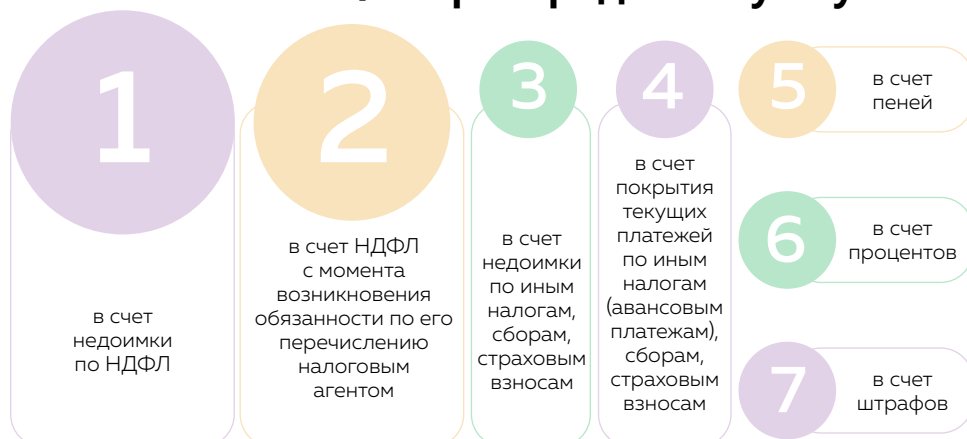 1
в счет
недоимки
по НДФЛ
2
в счет НДФЛ
с момента
возникновения
обязанности по его
перечислению
налоговым
агентом
3
в счет
недоимки
по иным
налогам,
сборам,
страховым
взносам
4
в счет
покрытия
текущих
платежей
по иным
налогам
(авансовым
платежам),
сборам,
страховым
взносам
5
в счет
пеней
6
в счет
процентов
7
в счет
штрафов